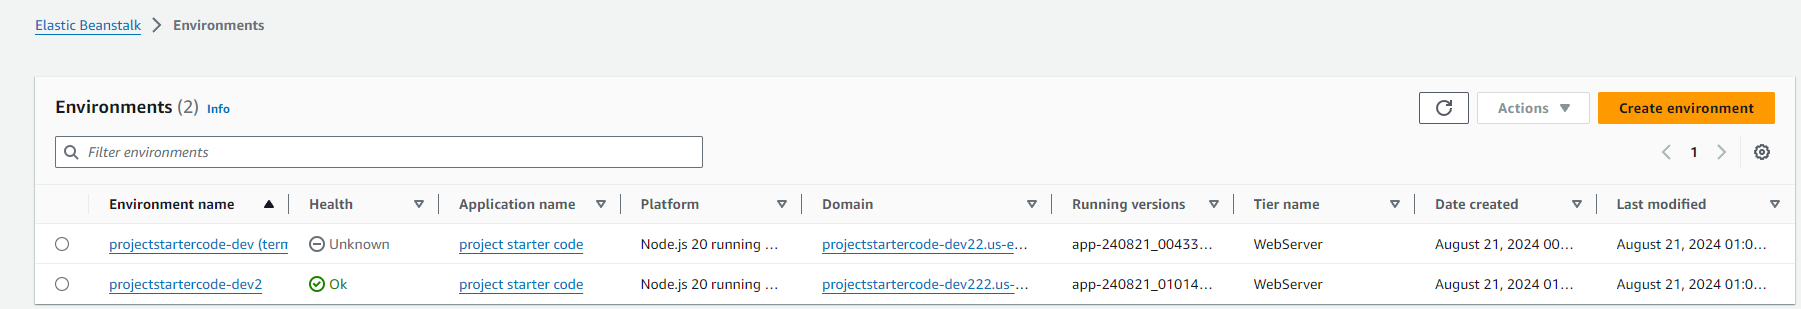 Elastic Beanstalk > Environments
Environments (2) Info
Actions
Create environment
Filter environments
1
Environment name Health Application name Platform Domain Running versions Tier name Date created Last modified
projectstartercode-dev (tern Unknown project starter code Node.js 20 running ... projectstartercode-dev22.us-e... app-240821_00433... WebServer August 21, 2024 00... August 21, 2024 01:0...
projectstartercode-dev2 Ok project starter code Node.js 20 running ... projectstartercode-dev222.us-... app-240821_01014... WebServer August 21, 2024 01... August 21, 2024 01:0...